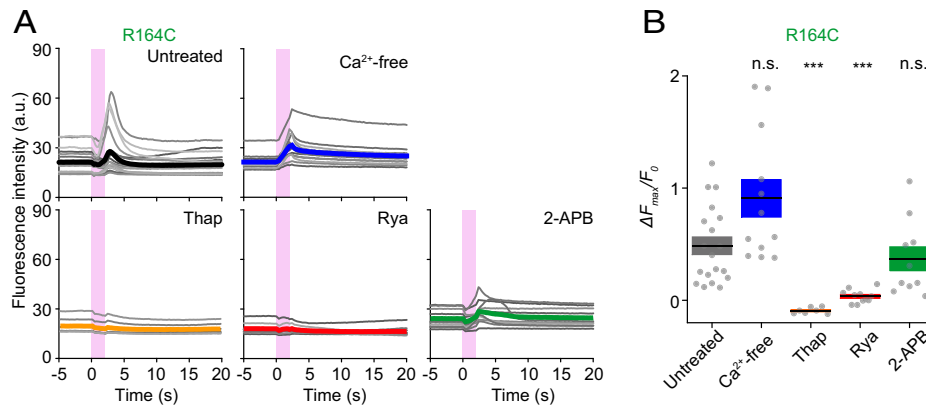 A
R164C
Untreated
Ca²⁺-free
Fluorescence intensity (a.u.)
90
60
30
0
Thap
Rya
2-APB
90
60
30
0
-5 0 5 10 15 20
-5 0 5 10 15 20
-5 0 5 10 15 20
Time (s)
Time (s)
Time (s)
B
R164C
n.s. *** *** n.s.
ΔFmax/F0
2
1
0
Untreated
Ca²⁺-free
Thap
Rya
2-APB